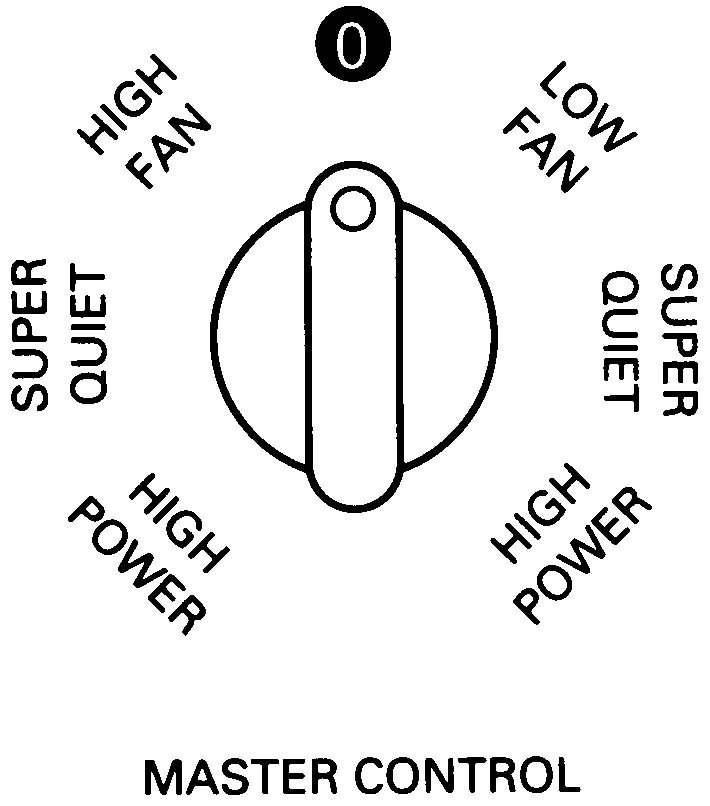 0
HIGH
FAN
LOW
FAN
SUPER
QUIET
SUPER
QUIET
HIGH
POWER
HIGH
POWER
MASTER CONTROL